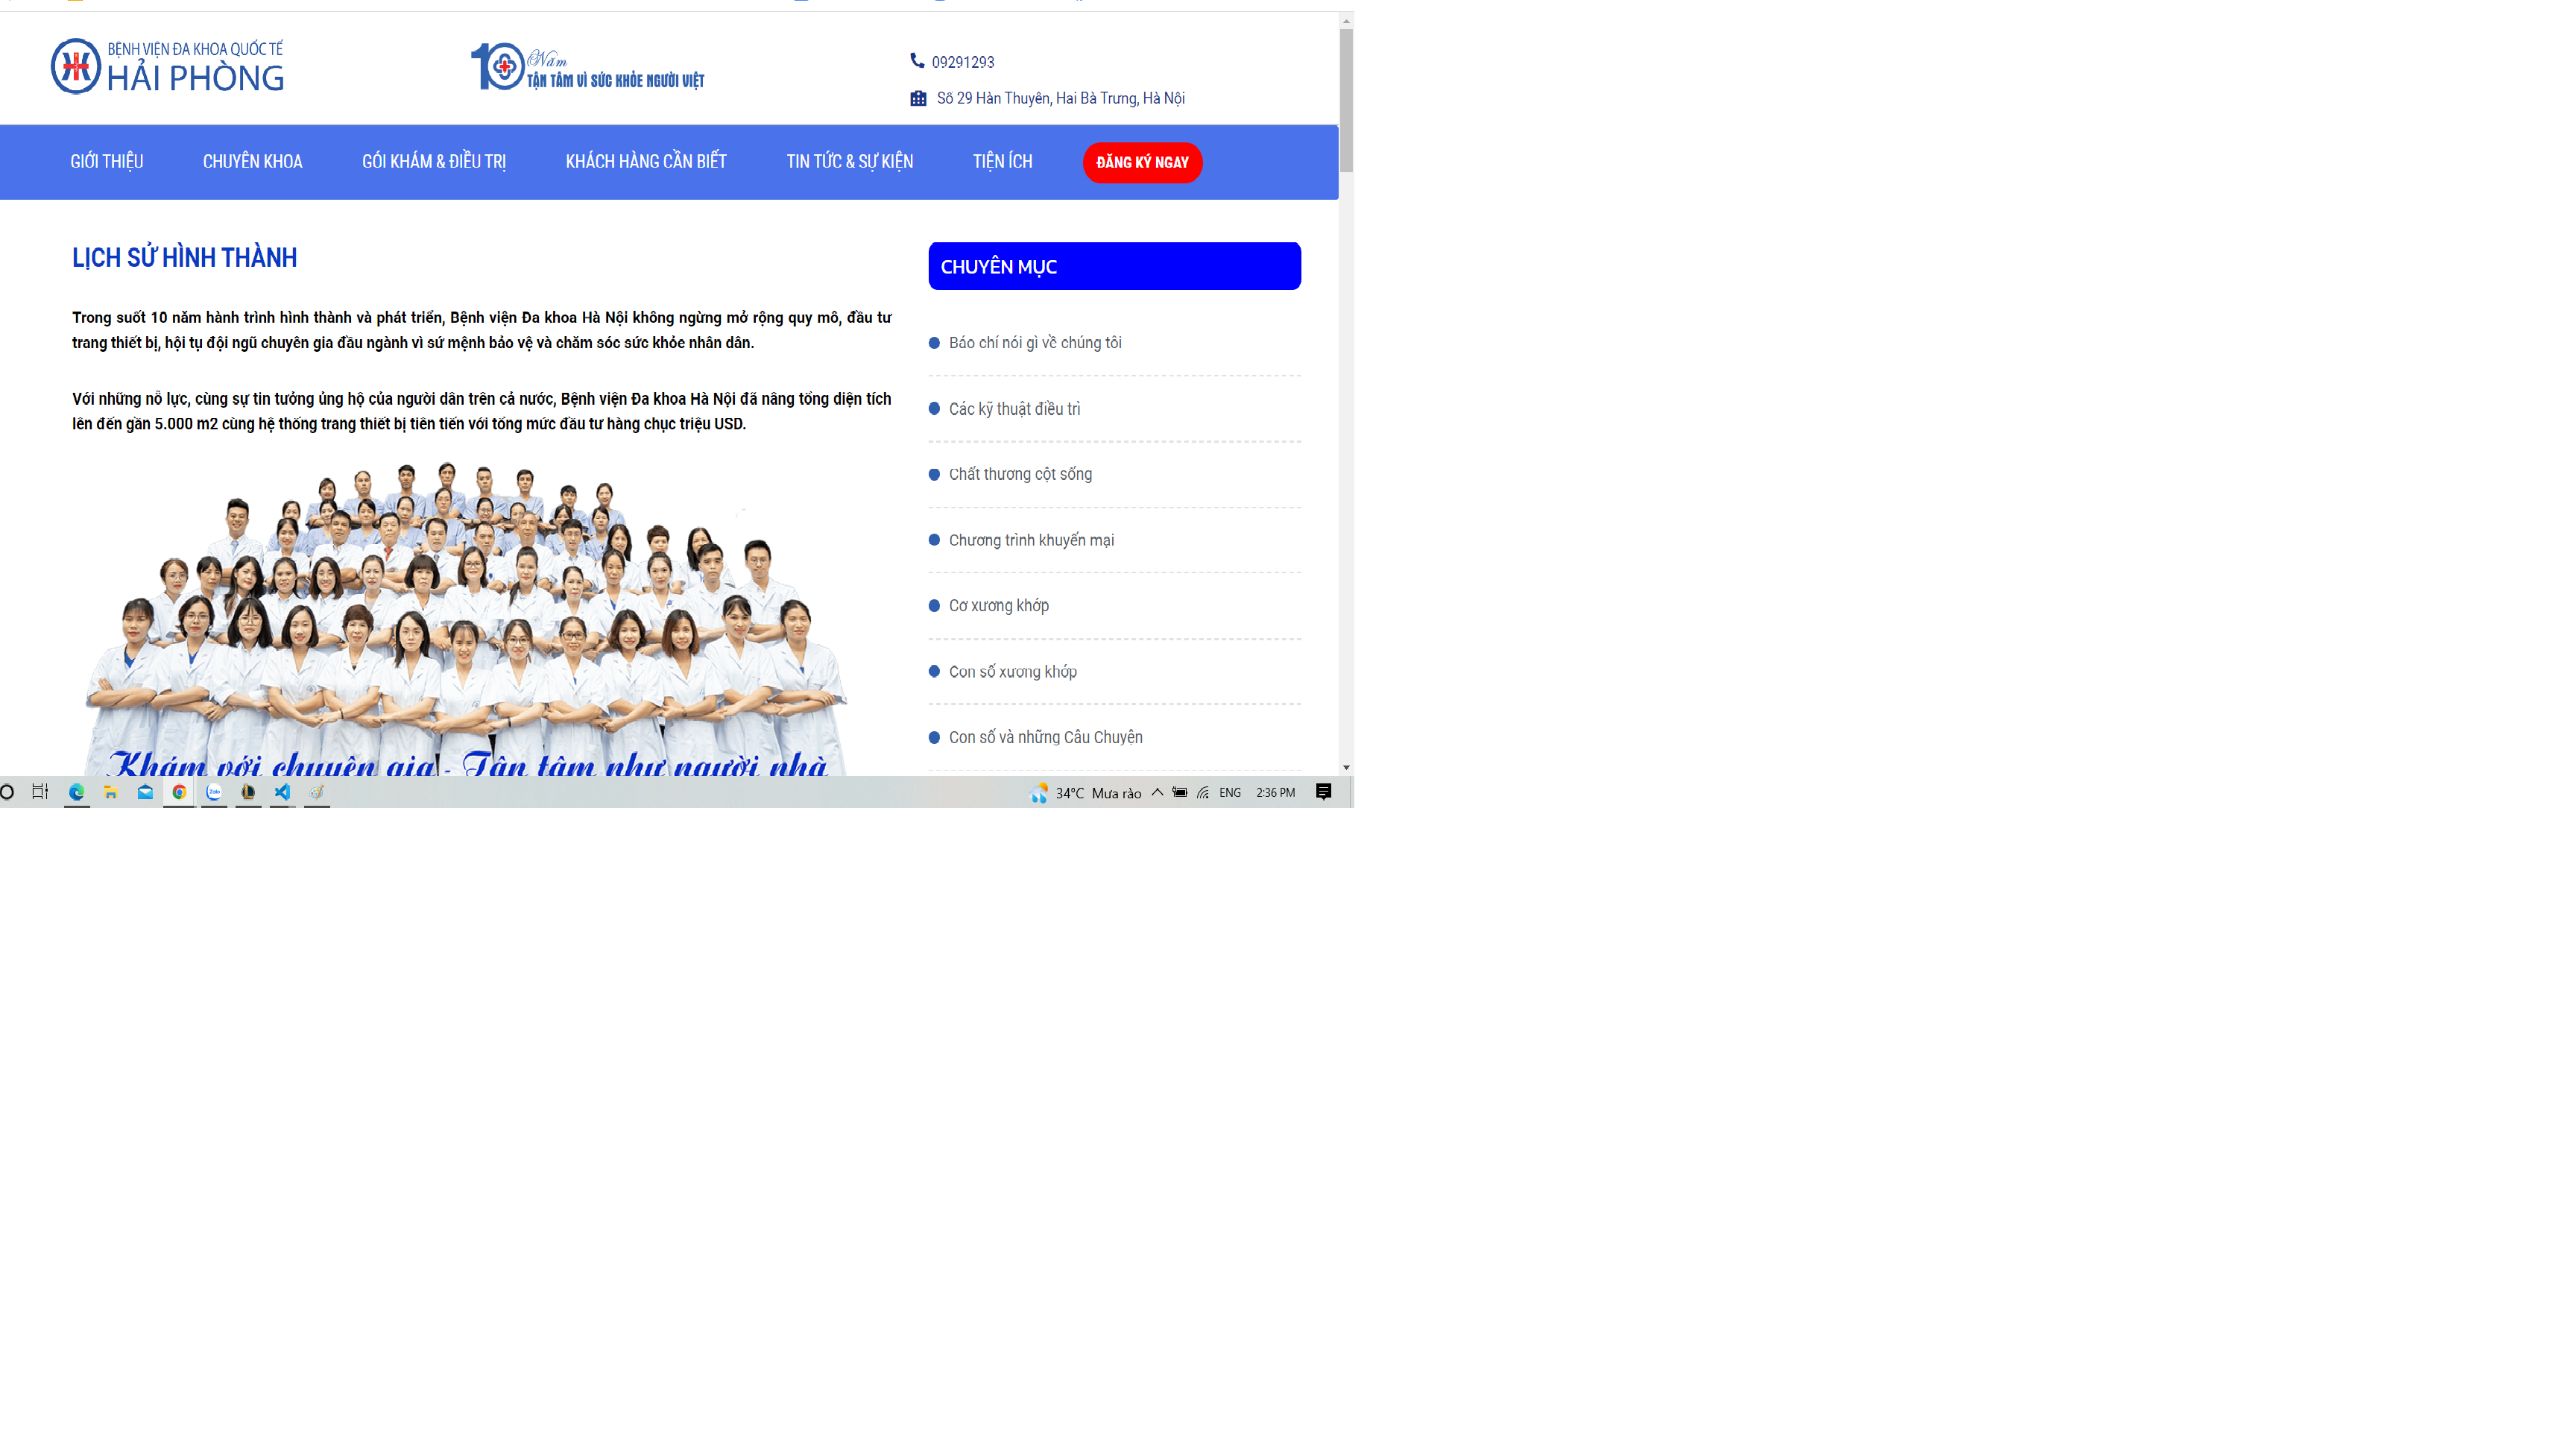 BỆNH VIỆN ĐA KHOA QUỐC TẾ
HẢI PHÒNG
10 Năm
TẬN TÂM VÌ SỨC KHỎE NGƯỜI VIỆT
09291293
Số 29 Hàn Thuyên, Hai Bà Trưng, Hà Nội
GIỚI THIỆU
CHUYÊN KHOA
GÓI KHÁM & ĐIỀU TRỊ
KHÁCH HÀNG CẦN BIẾT
TIN TỨC & SỰ KIỆN
TIỆN ÍCH
ĐĂNG KÝ NGAY
LỊCH SỬ HÌNH THÀNH
Trong suốt 10 năm hành trình hình thành và phát triển, Bệnh viện Đa khoa Hà Nội không ngừng mở rộng quy mô, đầu tư
trang thiết bị, hội tụ đội ngũ chuyên gia đầu ngành vì sứ mệnh bảo vệ và chăm sóc sức khỏe nhân dân.
Với những nỗ lực, cùng sự tin tưởng ủng hộ của người dân trên cả nước, Bệnh viện Đa khoa Hà Nội đã nâng tổng diện tích
lên đến gần 5.000 m2 cùng hệ thống trang thiết bị tiên tiến với tổng mức đầu tư hàng chục triệu USD.
Khám với chuyên gia - Tận tâm như người nhà
CHUYÊN MỤC
Báo chí nói gì về chúng tôi
Các kỹ thuật điều trì
Chất thương cột sống
Chương trình khuyến mại
Cơ xương khớp
Con số xương khớp
Con số và những Câu Chuyện
Zalo
34°C Mưa rào
ENG
2:36 PM